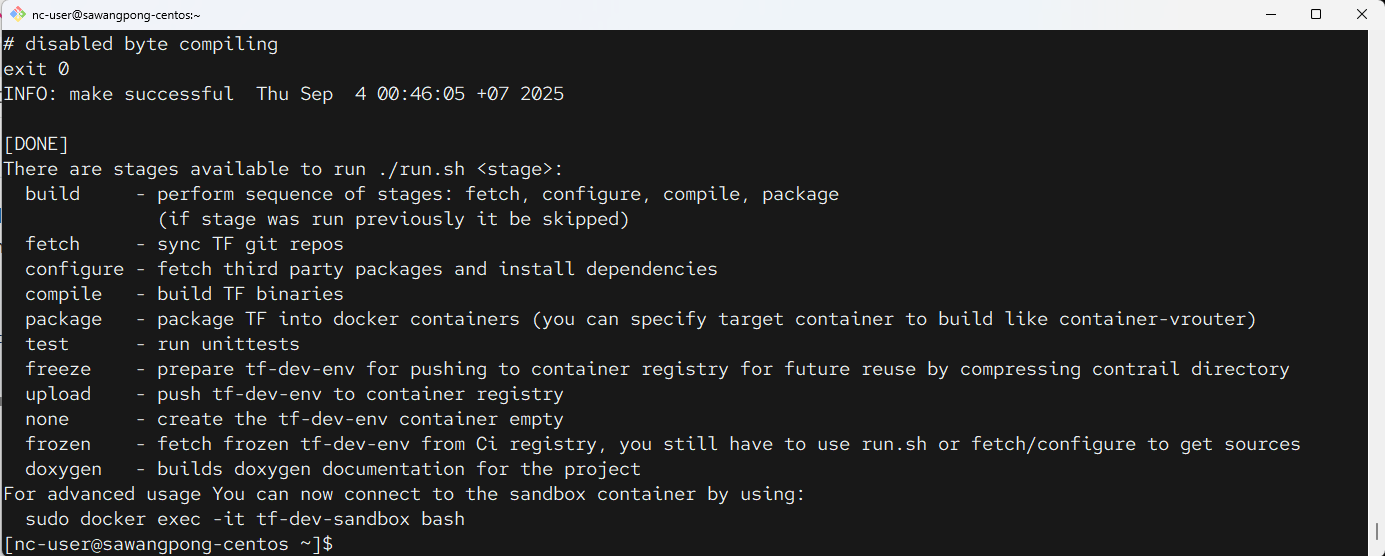 nc-user@sawangpong-centos:~
# disabled byte compiling
exit 0
INFO: make successful  Thu Sep  4 00:46:05 +07 2025
[DONE]
There are stages available to run ./run.sh <stage>:
  build     - perform sequence of stages: fetch, configure, compile, package
              (if stage was run previously it be skipped)
  fetch     - sync TF git repos
  configure - fetch third party packages and install dependencies
  compile   - build TF binaries
  package   - package TF into docker containers (you can specify target container to build like container-vrouter)
  test      - run unittests
  freeze    - prepare tf-dev-env for pushing to container registry for future reuse by compressing contrail directory
  upload    - push tf-dev-env to container registry
  none      - create the tf-dev-env container empty
  frozen    - fetch frozen tf-dev-env from Ci registry, you still have to use run.sh or fetch/configure to get sources
  doxygen   - builds doxygen documentation for the project
For advanced usage You can now connect to the sandbox container by using:
  sudo docker exec -it tf-dev-sandbox bash
[nc-user@sawangpong-centos ~]$